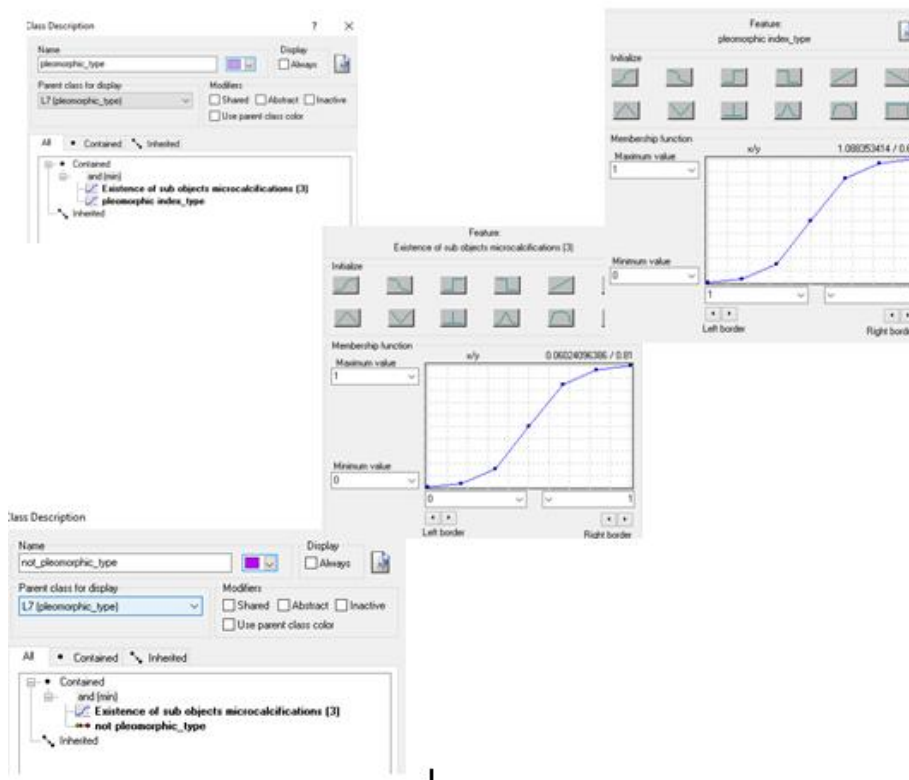 Class Description
?
×
Name
pleomorphic_type
Display
Always
Parent class for display
L7 (pleomorphic_type)
Modifiers
Shared Abstract Inactive
Use parent class color
All Contained Inherited
Contained
and (min)
Existence of sub objects microcalcifications (3)
pleomorphic index_type
Inherited
Feature:
pleomorphic index_type
Initialize
Membership function
Maximum value
x/y
1.088353414 / 0.
1
Minimum value
0
1
Left border
Right border
Feature:
Existence of sub objects microcalcifications (3)
Initialize
Membership function
Maximum value
x/y
0.06024096386 / 0.81
1
Minimum value
0
0
1
Left border
Right border
Class Description
Name
not_pleomorphic_type
Display
Always
Parent class for display
L7 (pleomorphic_type)
Modifiers
Shared Abstract Inactive
Use parent class color
All Contained Inherited
Contained
and (min)
Existence of sub objects microcalcifications (3)
not pleomorphic_type
Inherited